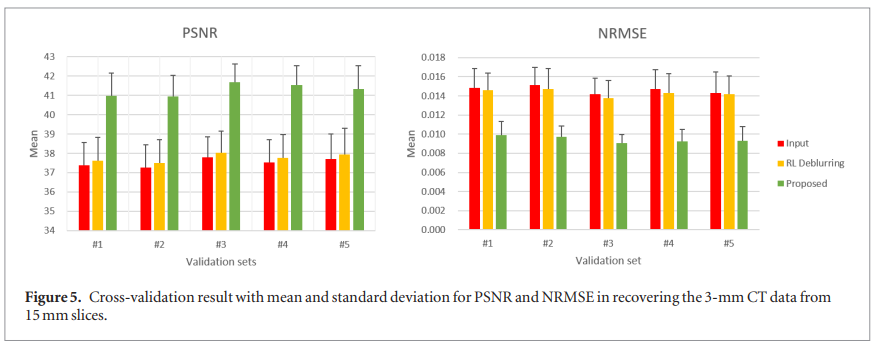 PSNR
43
42
41
40
39
38
37
36
35
34
Mean
#1 #2 #3 #4 #5
Validation sets
NRMSE
0.018
0.016
0.014
0.012
0.010
0.008
0.006
0.004
0.002
0.000
Mean
#1 #2 #3 #4 #5
Validation set
Input
RL Deblurring
Proposed
Figure 5. Cross-validation result with mean and standard deviation for PSNR and NRMSE in recovering the 3-mm CT data from
15 mm slices.